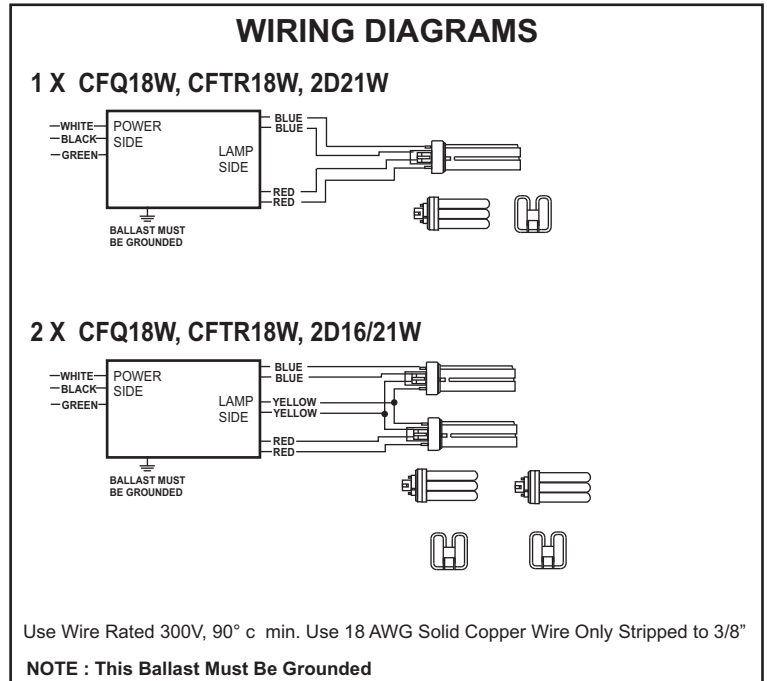 WIRING DIAGRAMS
1 X CFQ18W, CFTR18W, 2D21W
WHITE
BLACK
GREEN
POWER
SIDE
LAMP
SIDE
BLUE
BLUE
RED
RED
BALLAST MUST
BE GROUNDED
2 X CFQ18W, CFTR18W, 2D16/21W
WHITE
BLACK
GREEN
POWER
SIDE
LAMP
SIDE
BLUE
BLUE
YELLOW
YELLOW
RED
RED
BALLAST MUST
BE GROUNDED
Use Wire Rated 300V, 90° c min. Use 18 AWG Solid Copper Wire Only Stripped to 3/8”
NOTE : This Ballast Must Be Grounded